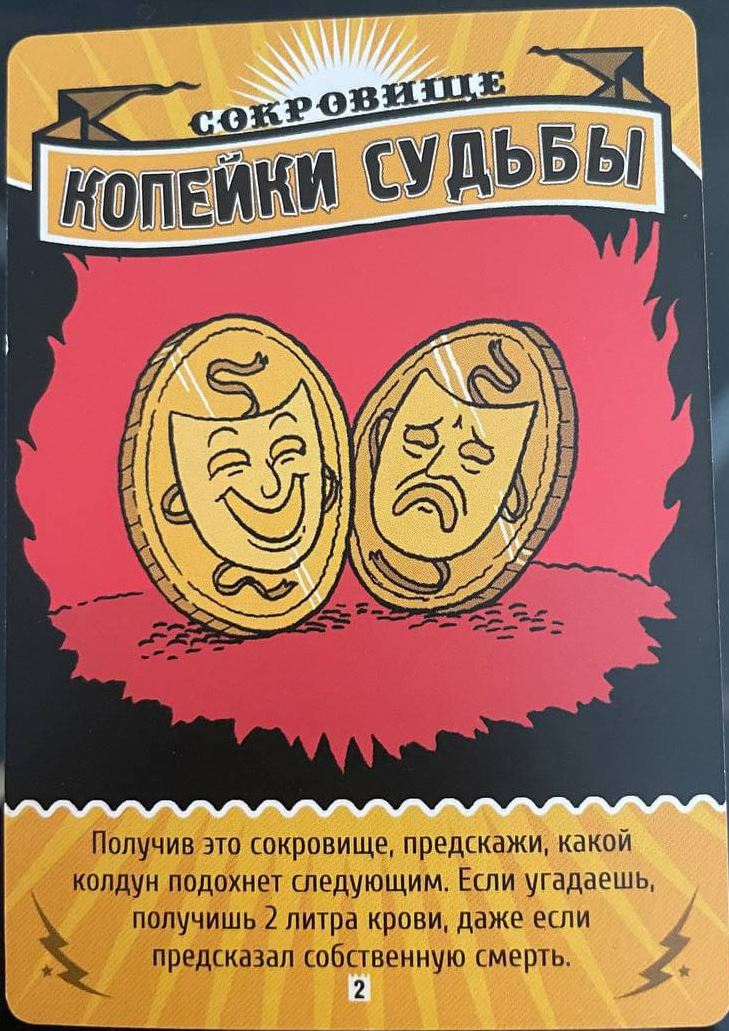 СОКРОВИЩЕ
КОПЕЙКИ СУДЬБЫ
Получив это сокровище, предскажи, какой
колдун подохнет следующим. Если угадаешь,
получишь 2 литра крови, даже если
предсказал собственную смерть.
2